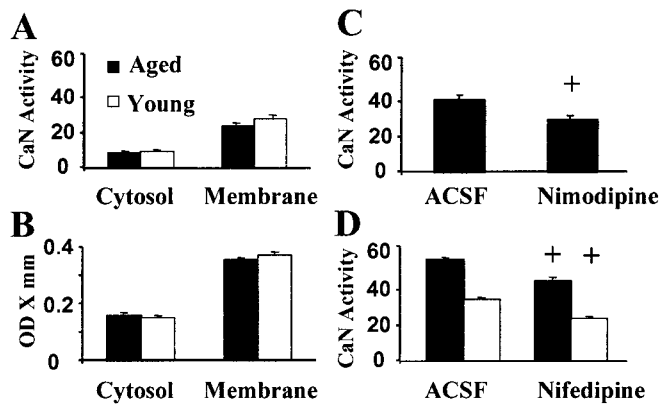 A
CaN Activity
60
40
20
0
Aged
Young
Cytosol Membrane
B
OD X mm
0.4
0.2
0
Cytosol Membrane
C
CaN Activity
60
40
20
0
+
ACSF Nimodipine
D
CaN Activity
60
40
20
0
+ +
ACSF Nifedipine